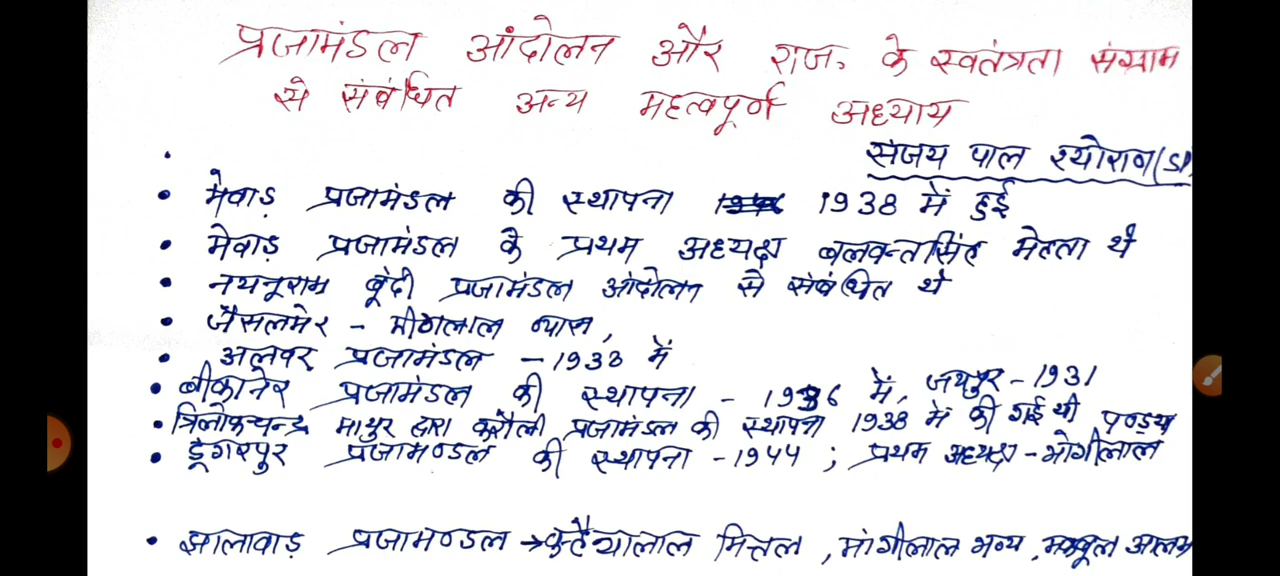 प्रजामंडल आंदोलन और राज. के स्वतंत्रता संग्राम
से संबंधित अन्य महत्वपूर्ण अध्याय
संजय पाल श्योराण (SP)
• मेवाड़ प्रजामंडल की स्थापना 1938 में हुई
• मेवाड़ प्रजामंडल के प्रथम अध्यक्ष बलवन्तसिंह मेहता थे
• नयनूराम बूंदी प्रजामंडल आंदोलन से संबंधित थे
• जैसलमेर - मीठालाल व्यास,
• अलवर प्रजामंडल - 1938 में
• बीकानेर प्रजामंडल की स्थापना - 1936 में, जयपुर - 1931
• त्रिलोकचन्द्र माथुर द्वारा करौली प्रजामंडल की स्थापना 1938 में की गई थी
• डूंगरपुर प्रजामण्डल की स्थापना - 1944 ; प्रथम अध्यक्ष - भोगीलाल पण्ड्या
• झालावाड़ प्रजामण्डल → कन्हैयालाल मित्तल, मांगीलाल भव्य, मकबूल आलम